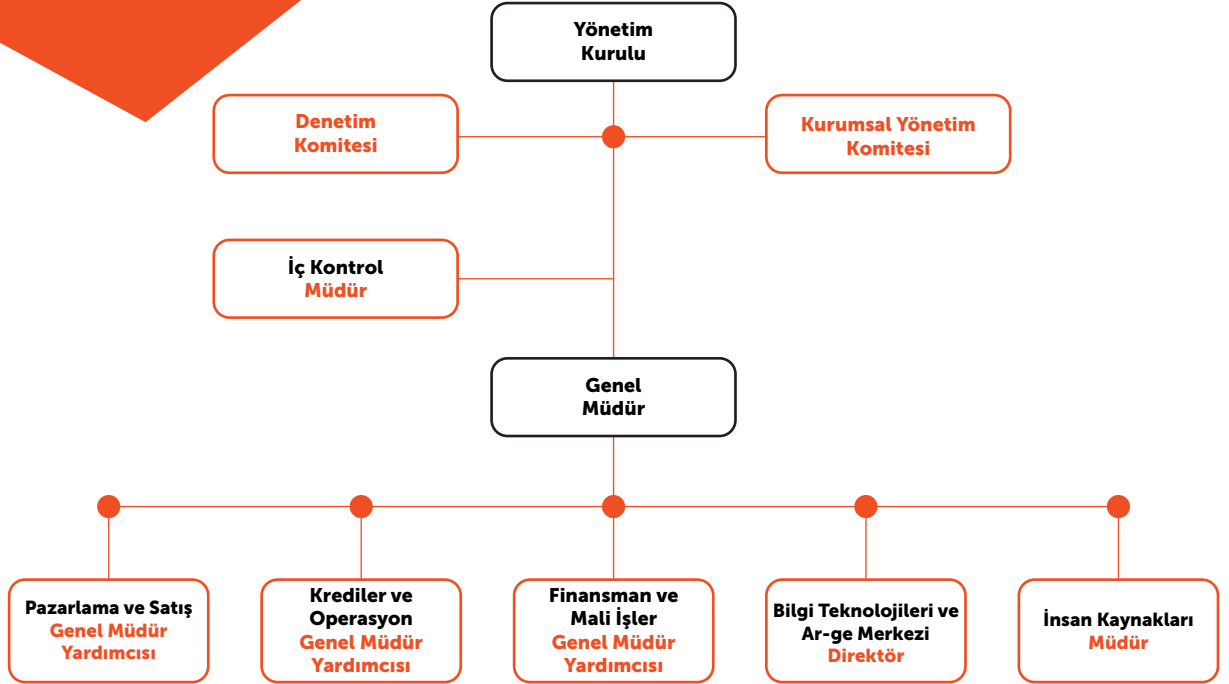 Yönetim
Kurulu
Denetim
Komitesi
Kurumsal Yönetim
Komitesi
İç Kontrol
Müdür
Genel
Müdür
Pazarlama ve Satış
Genel Müdür
Yardımcısı
Krediler ve
Operasyon
Genel Müdür
Yardımcısı
Finansman ve
Mali İşler
Genel Müdür
Yardımcısı
Bilgi Teknolojileri ve
Ar-ge Merkezi
Direktör
İnsan Kaynakları
Müdür